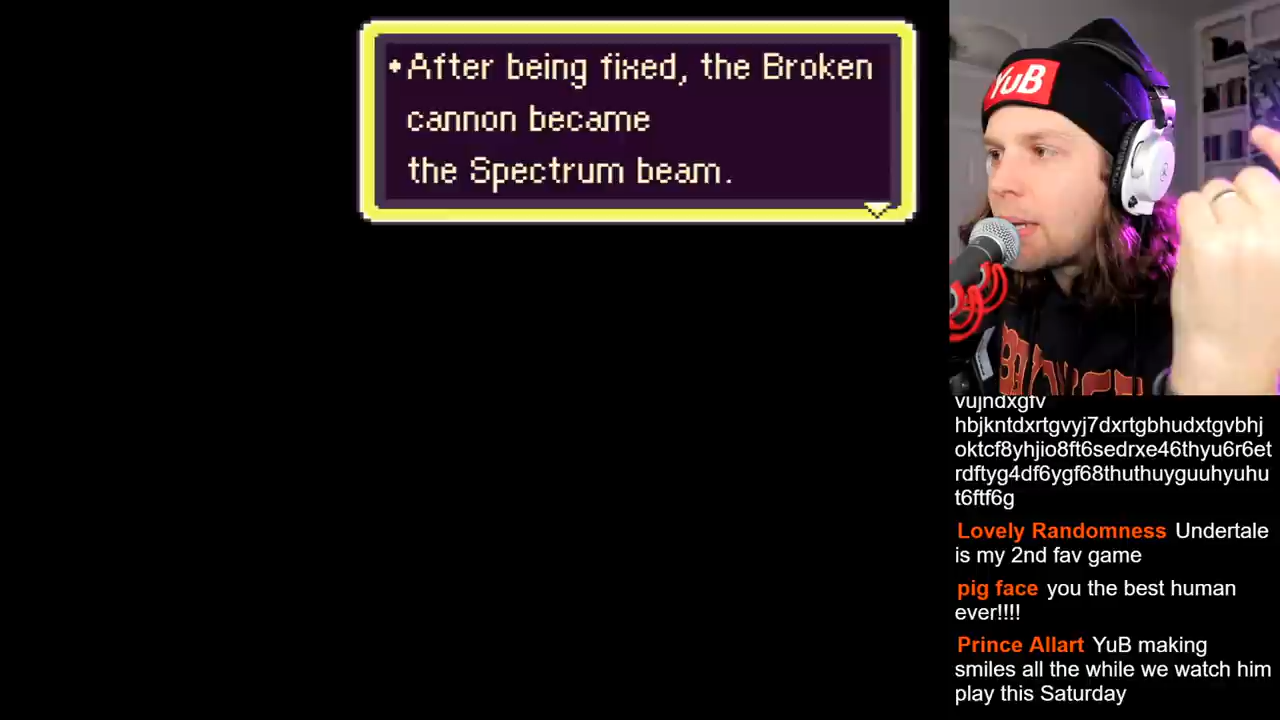 •After being fixed, the Broken
cannon became
the Spectrum beam.
YuB
vujhdxgfv
hbjkntdxrtgvyj7dxrtgbhudxtgvbhj
oktcf8yhjio8ft6sedrxe46thyu6r6et
rdftyg4df6ygf68thuthuyguuhyuhu
t6ftf6g
Lovely Randomness Undertale
is my 2nd fav game
pig face you the best human
ever!!!!
Prince Allart YuB making
smiles all the while we watch him
play this Saturday